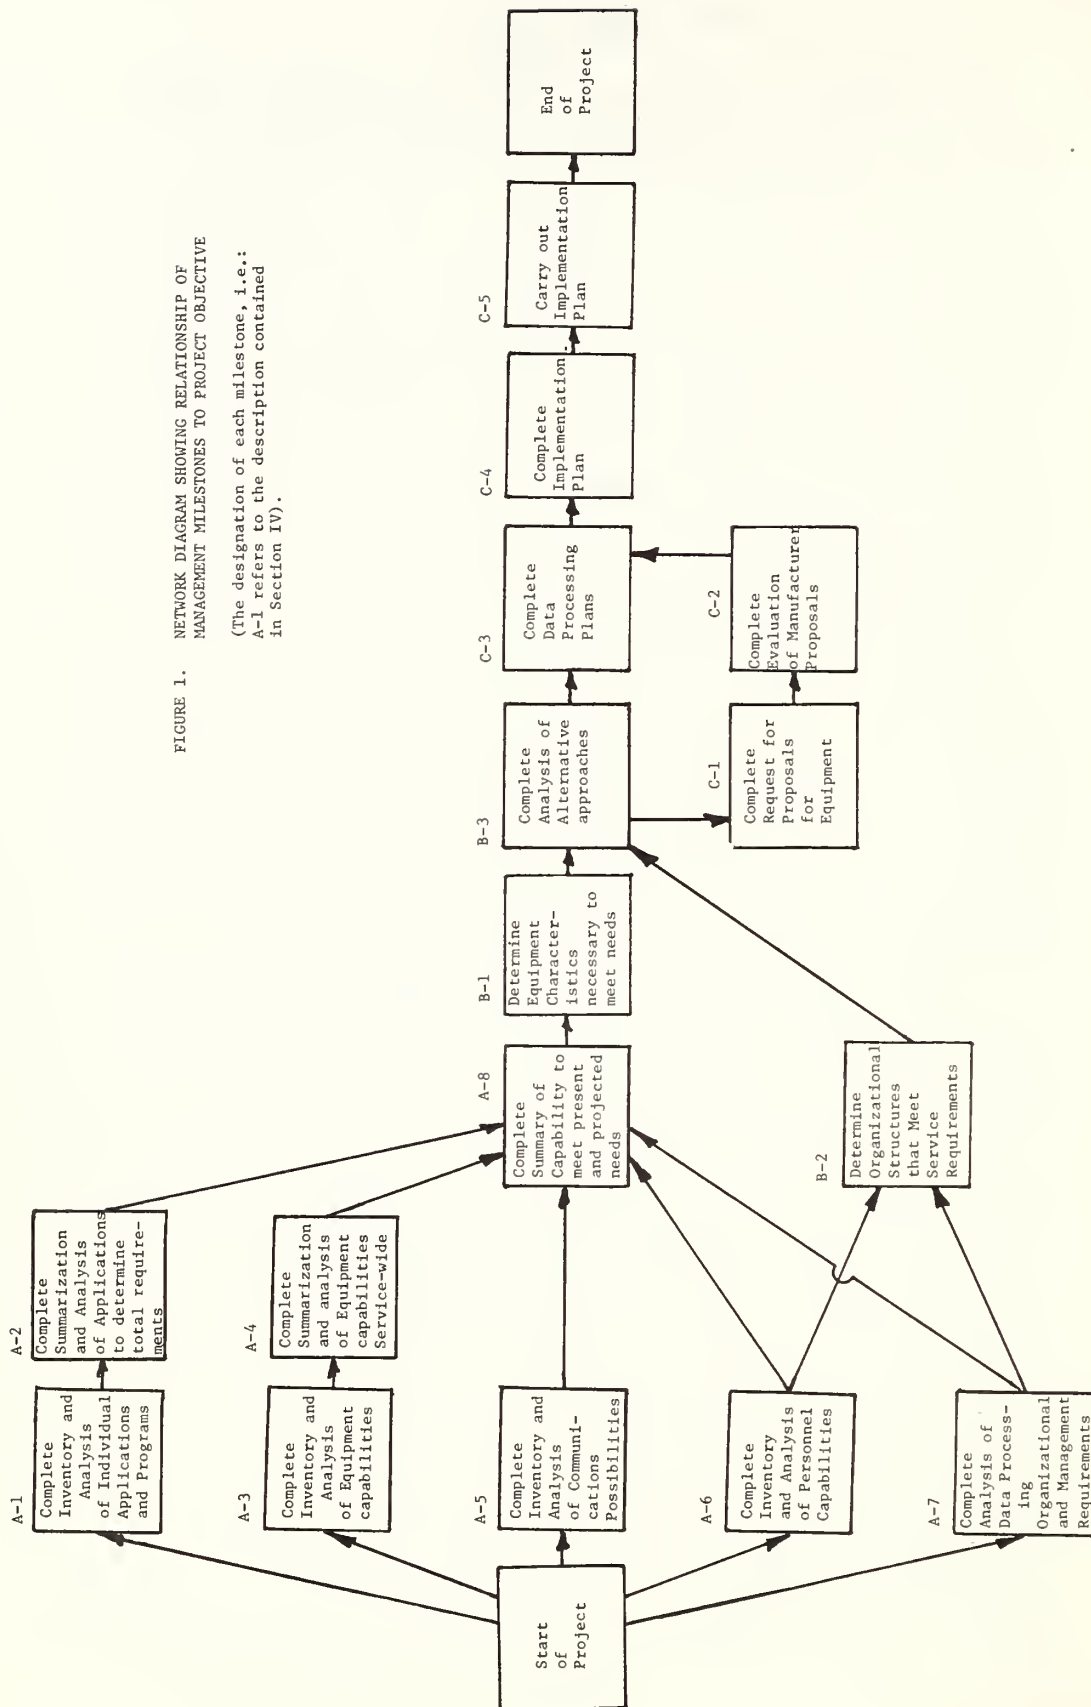 FIGURE 1. NETWORK DIAGRAM SHOWING RELATIONSHIP OF
MANAGEMENT MILESTONES TO PROJECT OBJECTIVE
(The designation of each milestone, i.e.:
A-1 refers to the description contained
in Section IV).
Start
of
Project
A-1
Complete
Inventory and
Analysis
of Individual
Applications
and Programs
A-2
Complete
Summarization
and Analysis
of Applications
to determine
total require-
ments
A-3
Complete
Inventory and
Analysis
of Equipment
capabilities
A-4
Complete
Summarization
and analysis
of Equipment
capabilities
Service-wide
A-5
Complete
Inventory and
Analysis
of Communi-
cations
Possibilities
A-6
Complete
Inventory
and Analysis
of Personnel
Capabilities
A-7
Complete
Analysis of
Data Process-
ing
Organizational
and Management
Requirements
A-8
Complete
Summary of
Capability to
meet present
and projected
needs
B-1
Determine
Equipment
Character-
istics
necessary to
meet needs
B-2
Determine
Organizational
Structures
that Meet
Service
Requirements
B-3
Complete
Analysis of
Alternative
approaches
C-1
Complete
Request for
Proposals
for
Equipment
C-2
Complete
Evaluation
of Manufacturer
Proposals
C-3
Complete
Data
Processing
Plans
C-4
Complete
Implementation
Plan
C-5
Carry out
Implementation
Plan
End
of
Project